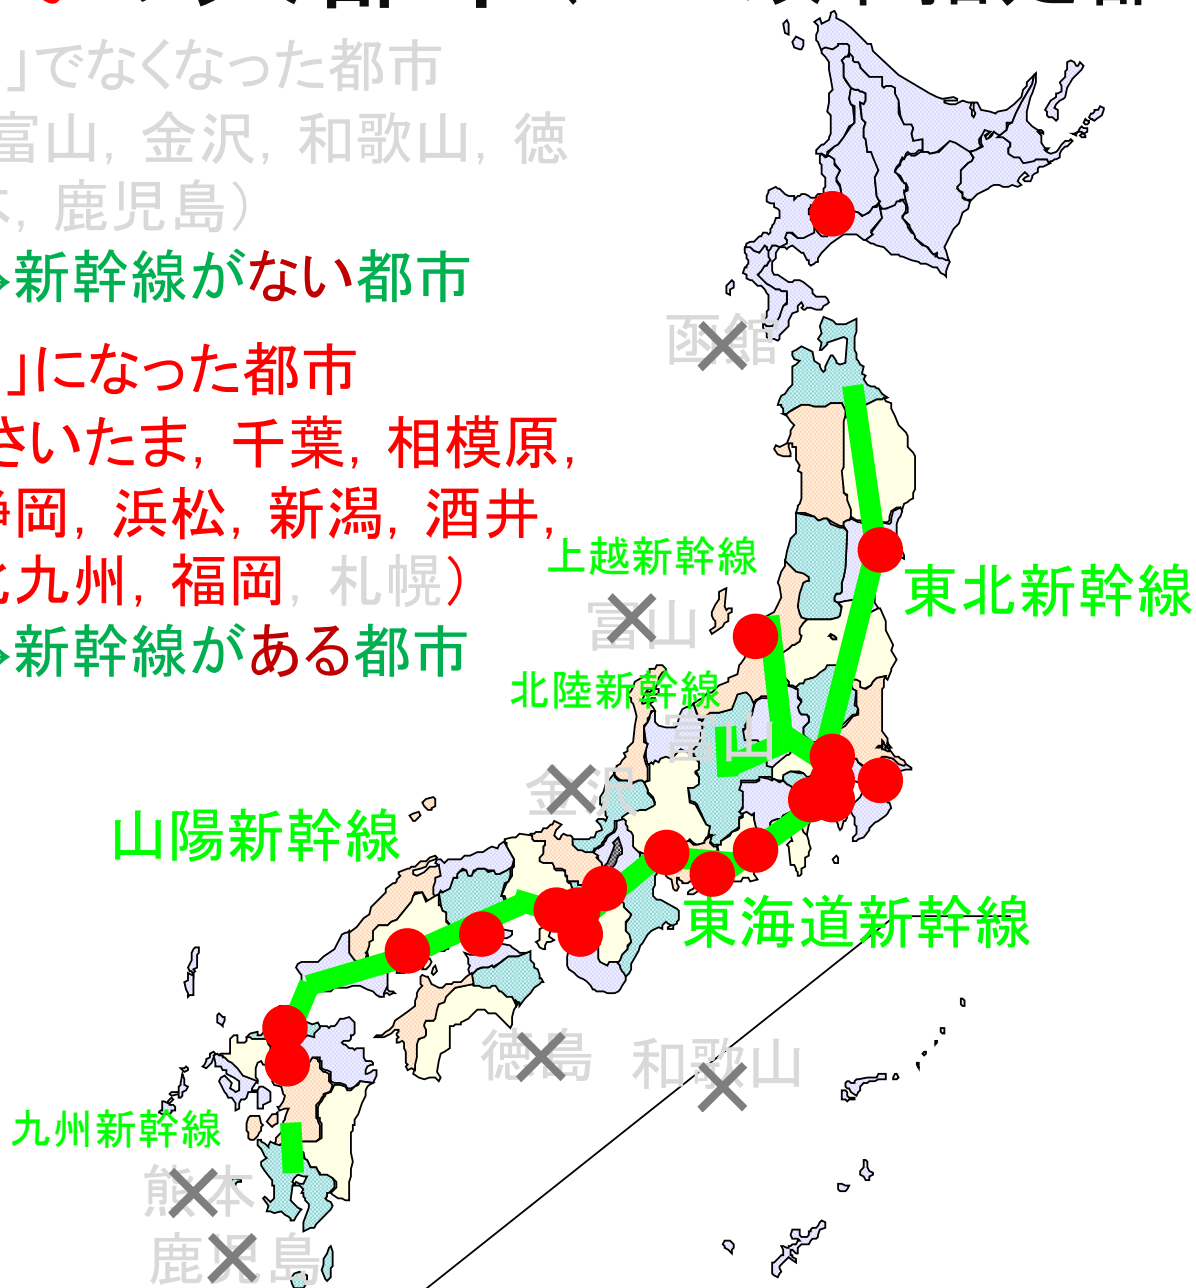 」でなくなった都市
富山，金沢，和歌山，徳
本，鹿児島）
→新幹線がない都市
」になった都市
さいたま，千葉，相模原，
静岡，浜松，新潟，酒井，
北九州，福岡，札幌）
→新幹線がある都市
函館
上越新幹線
東北新幹線
富山
北陸新幹線
富山
金沢
山陽新幹線
東海道新幹線
徳島
和歌山
九州新幹線
熊本
鹿児島